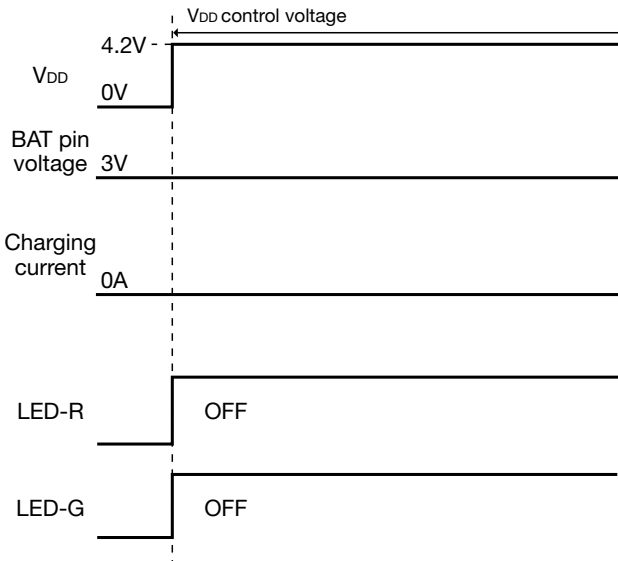 VDD control voltage
4.2V
VDD
0V
BAT pin
voltage 3V
Charging
current
0A
LED-R OFF
LED-G OFF